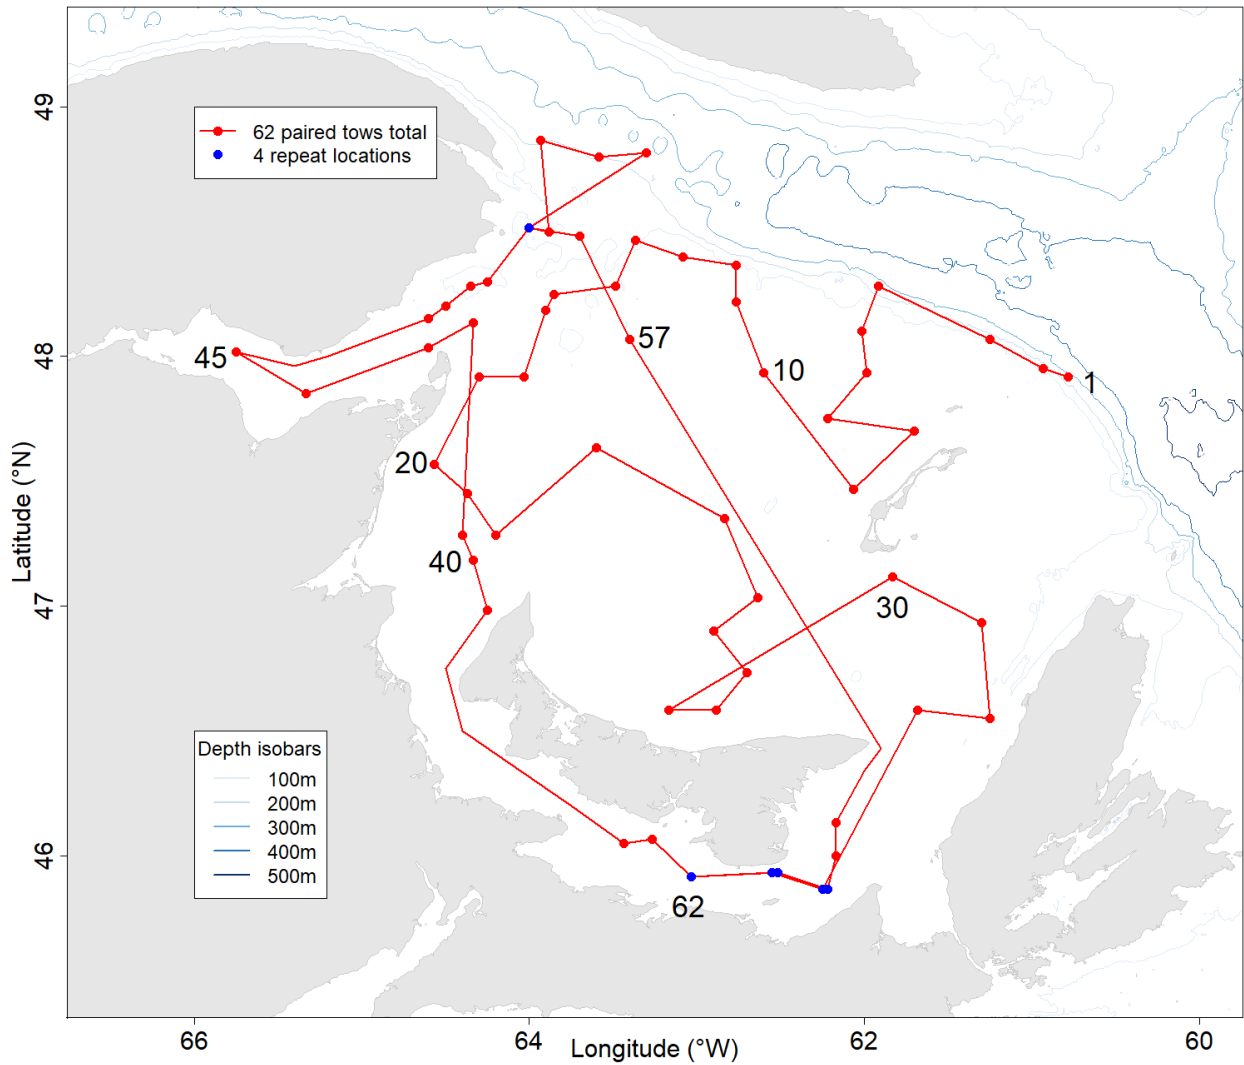 49
62 paired tows total
4 repeat locations
57
48
45
10
1
20
Latitude (°N)
40
47
30
Depth isobars
100m
200m
300m
400m
500m
46
62
66
64
62
60
Longitude (°W)